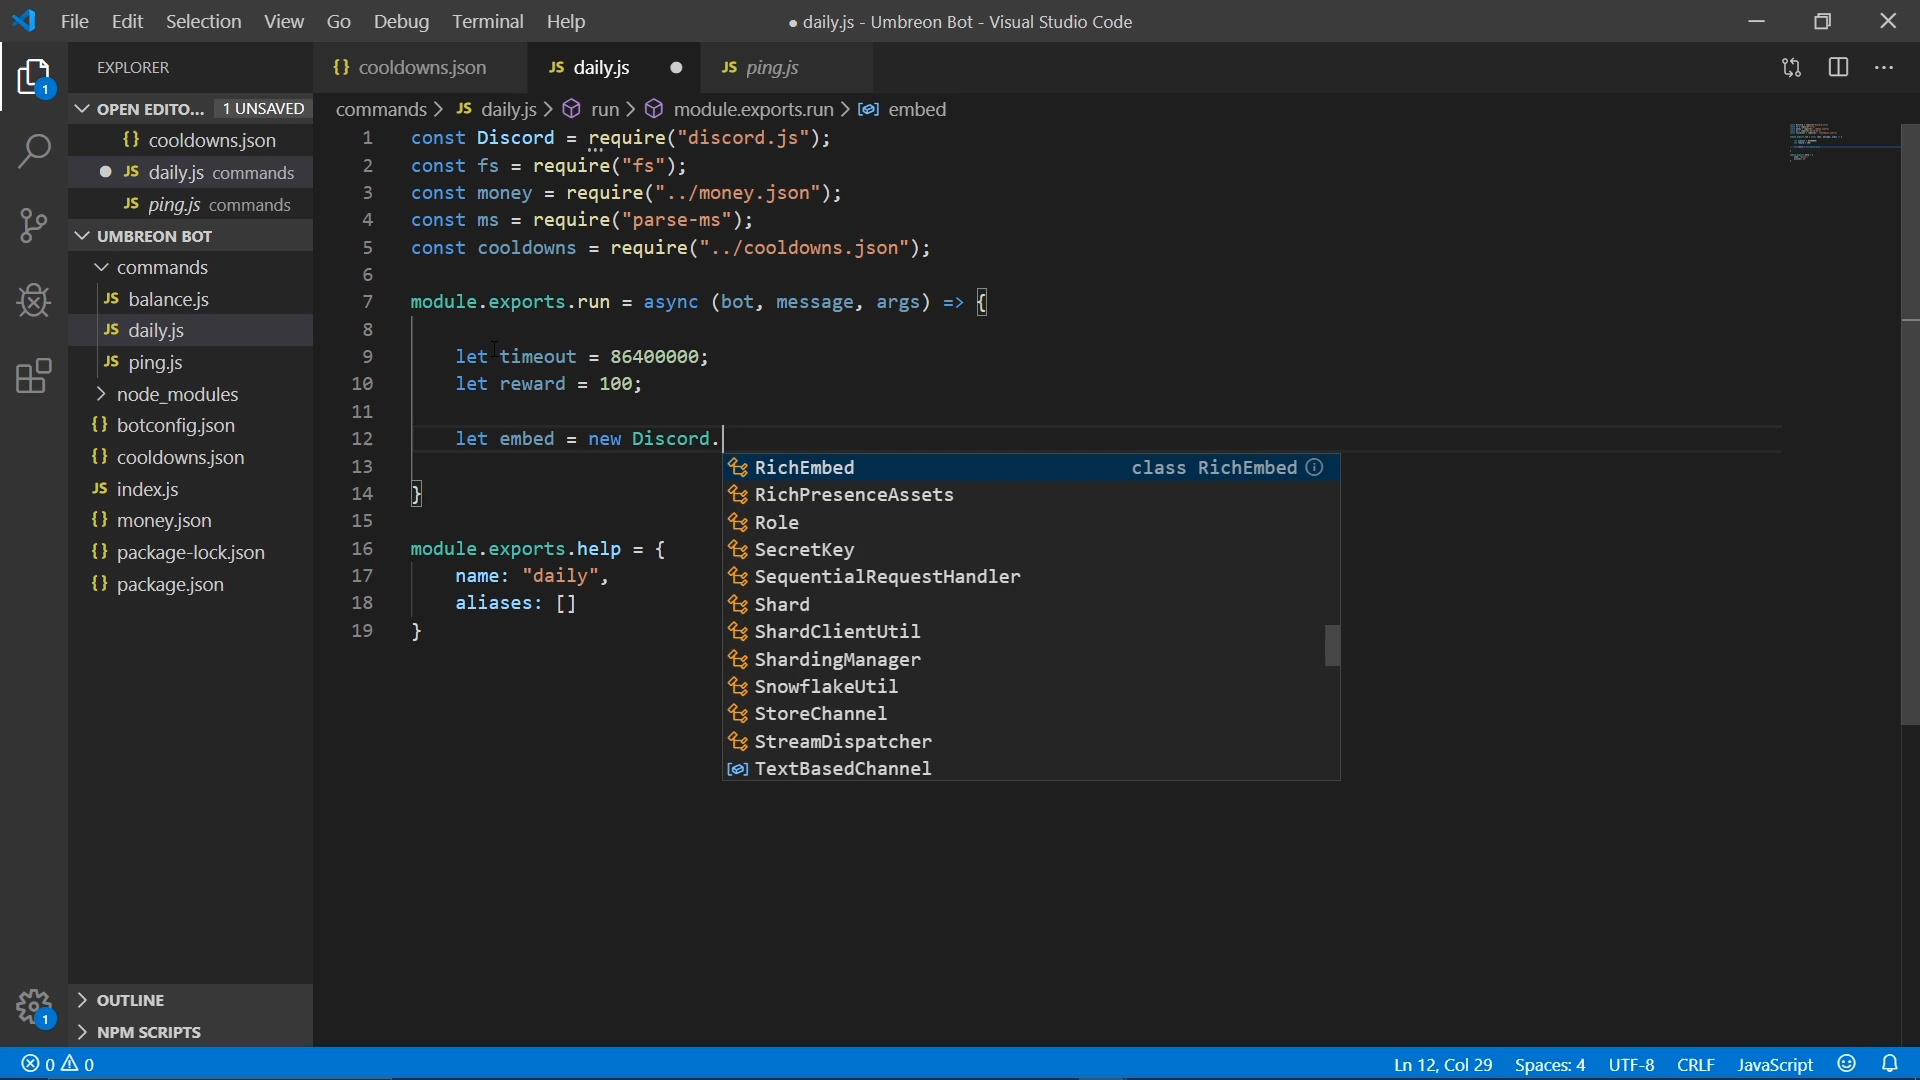 File Edit Selection View Go Debug Terminal Help
● daily.js - Umbreon Bot - Visual Studio Code
EXPLORER
OPEN EDITO... 1 UNSAVED
{} cooldowns.json
● JS daily.js commands
JS ping.js commands
UMBREON BOT
commands
JS balance.js
JS daily.js
JS ping.js
node_modules
{} botconfig.json
{} cooldowns.json
JS index.js
{} money.json
{} package-lock.json
{} package.json
OUTLINE
NPM SCRIPTS
1
1
{} cooldowns.json
JS daily.js ●
JS ping.js
commands > JS daily.js > run > module.exports.run > embed
1 const Discord = require("discord.js");
2 const fs = require("fs");
3 const money = require("../money.json");
4 const ms = require("parse-ms");
5 const cooldowns = require("../cooldowns.json");
6
7 module.exports.run = async (bot, message, args) => {
8
9 let timeout = 86400000;
10 let reward = 100;
11
12 let embed = new Discord.
13
14 }
15
16 module.exports.help = {
17 name: "daily",
18 aliases: []
19 }
RichEmbed class RichEmbed
RichPresenceAssets
Role
SecretKey
SequentialRequestHandler
Shard
ShardClientUtil
ShardingManager
SnowflakeUtil
StoreChannel
StreamDispatcher
TextBasedChannel
0 0
Ln 12, Col 29 Spaces: 4 UTF-8 CRLF JavaScript